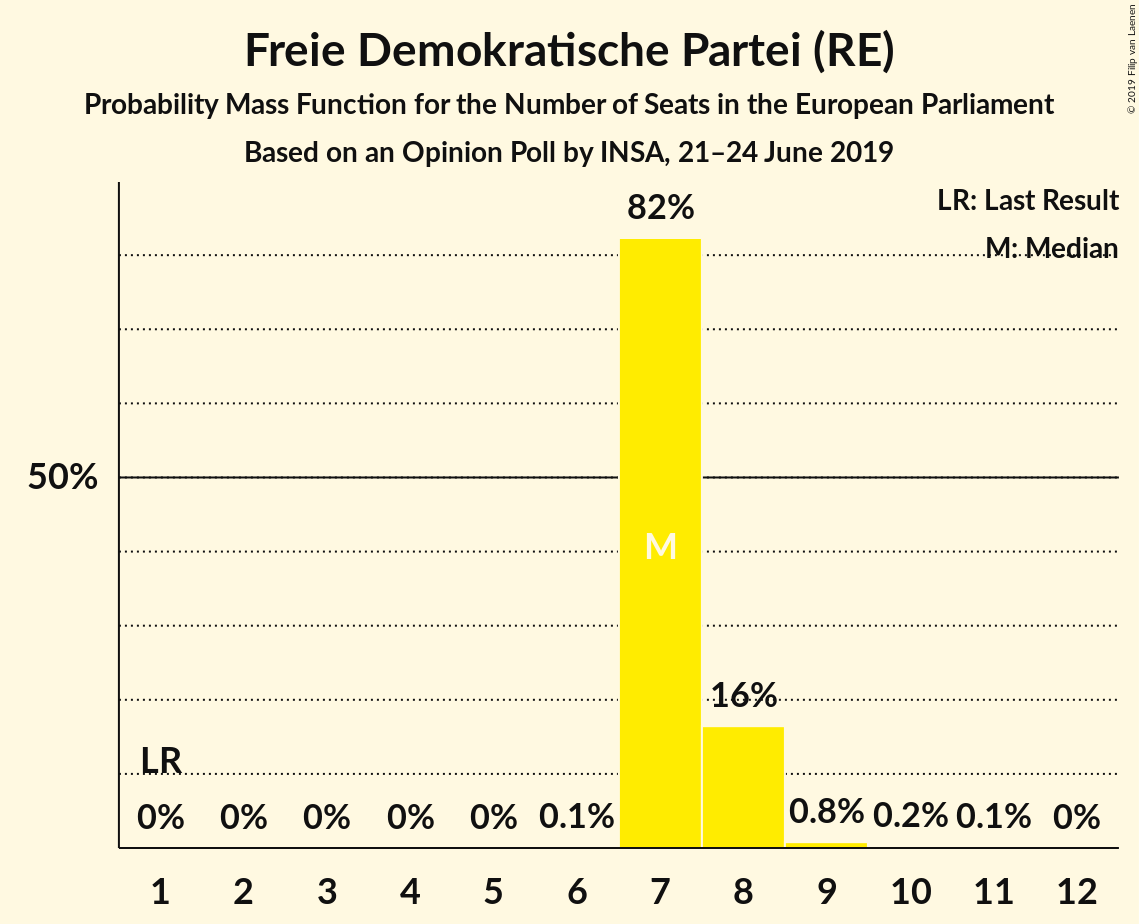 Freie Demokratische Partei (RE)
Probability Mass Function for the Number of Seats in the European Parliament
Based on an Opinion Poll by INSA, 21–24 June 2019
© 2019 Filip van Laenen
LR: Last Result
M: Median
82%
50%
M
16%
LR
0% 0% 0% 0% 0% 0.1% 0.8% 0.2% 0.1% 0%
1 2 3 4 5 6 7 8 9 10 11 12